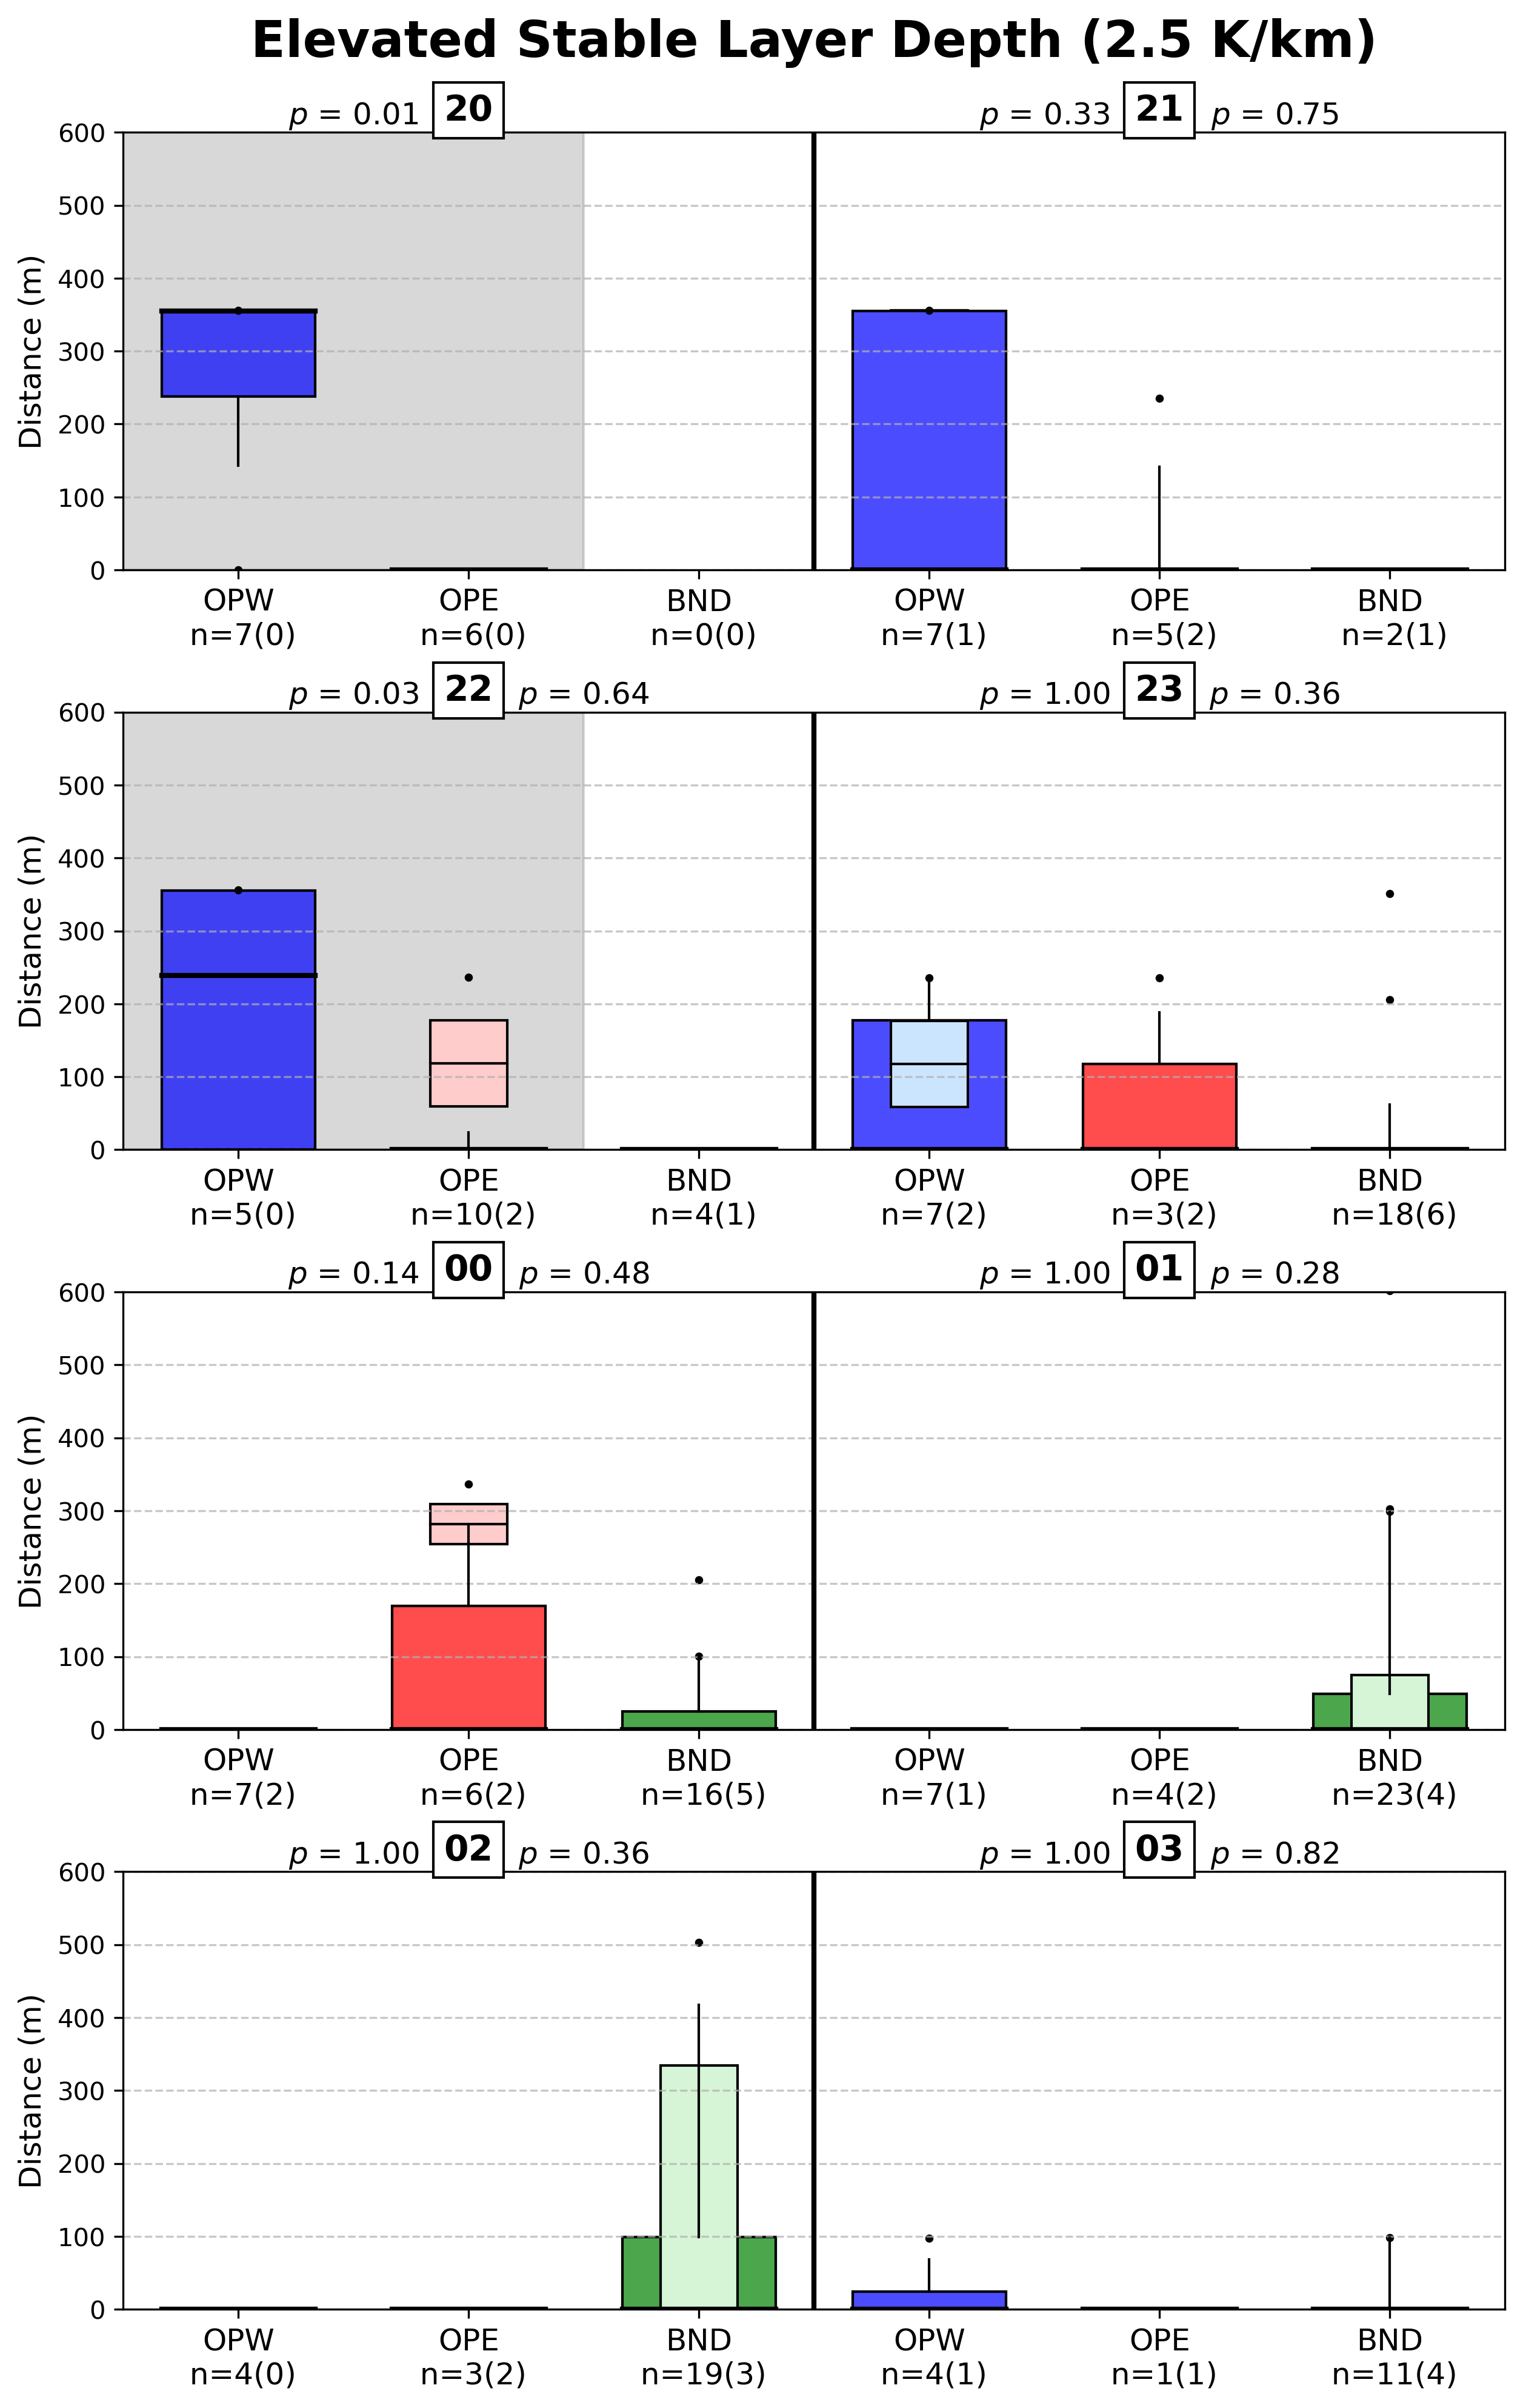 Elevated Stable Layer Depth (2.5 K/km)
p = 0.01 20
p = 0.33 21 p = 0.75
600
500
400
300
200
100
0
Distance (m)
OPW OPE BND OPW OPE BND
n=7(0) n=6(0) n=0(0) n=7(1) n=5(2) n=2(1)
p = 0.03 22 p = 0.64
p = 1.00 23 p = 0.36
600
500
400
300
200
100
0
Distance (m)
OPW OPE BND OPW OPE BND
n=5(0) n=10(2) n=4(1) n=7(2) n=3(2) n=18(6)
p = 0.14 00 p = 0.48
p = 1.00 01 p = 0.28
600
500
400
300
200
100
0
Distance (m)
OPW OPE BND OPW OPE BND
n=7(2) n=6(2) n=16(5) n=7(1) n=4(2) n=23(4)
p = 1.00 02 p = 0.36
p = 1.00 03 p = 0.82
600
500
400
300
200
100
0
Distance (m)
OPW OPE BND OPW OPE BND
n=4(0) n=3(2) n=19(3) n=4(1) n=1(1) n=11(4)